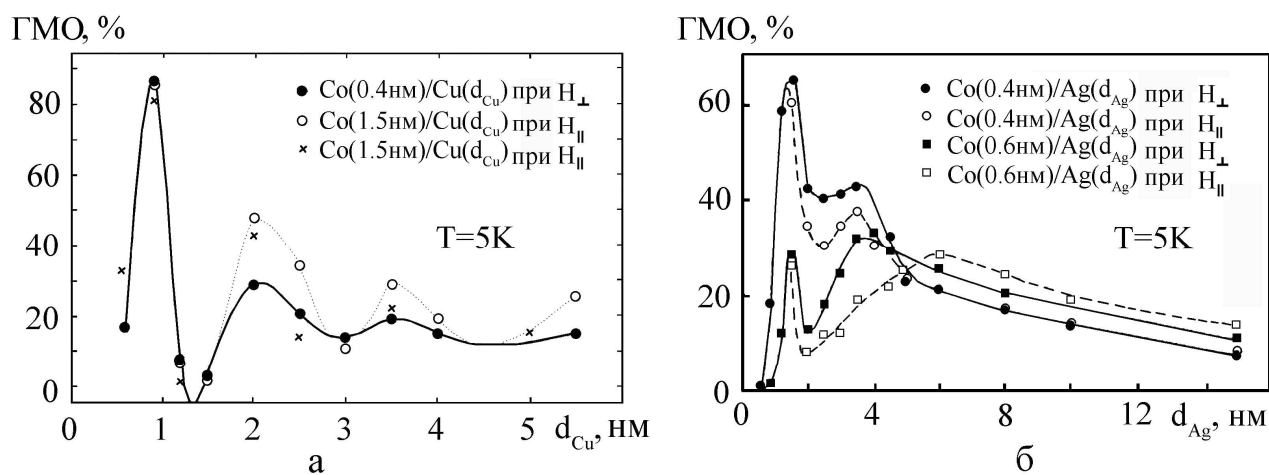 ГМО, %
80
60
40
20
0
Co(0.4нм)/Cu(dCu) при H⊥
Co(1.5нм)/Cu(dCu) при H||
Co(1.5нм)/Cu(dCu) при H||
T=5K
0 1 2 3 4 5 dCu, нм
а
ГМО, %
60
40
20
0
Co(0.4нм)/Ag(dAg) при H⊥
Co(0.4нм)/Ag(dAg) при H||
Co(0.6нм)/Ag(dAg) при H⊥
Co(0.6нм)/Ag(dAg) при H||
T=5K
0 4 8 12 dAg, нм
б